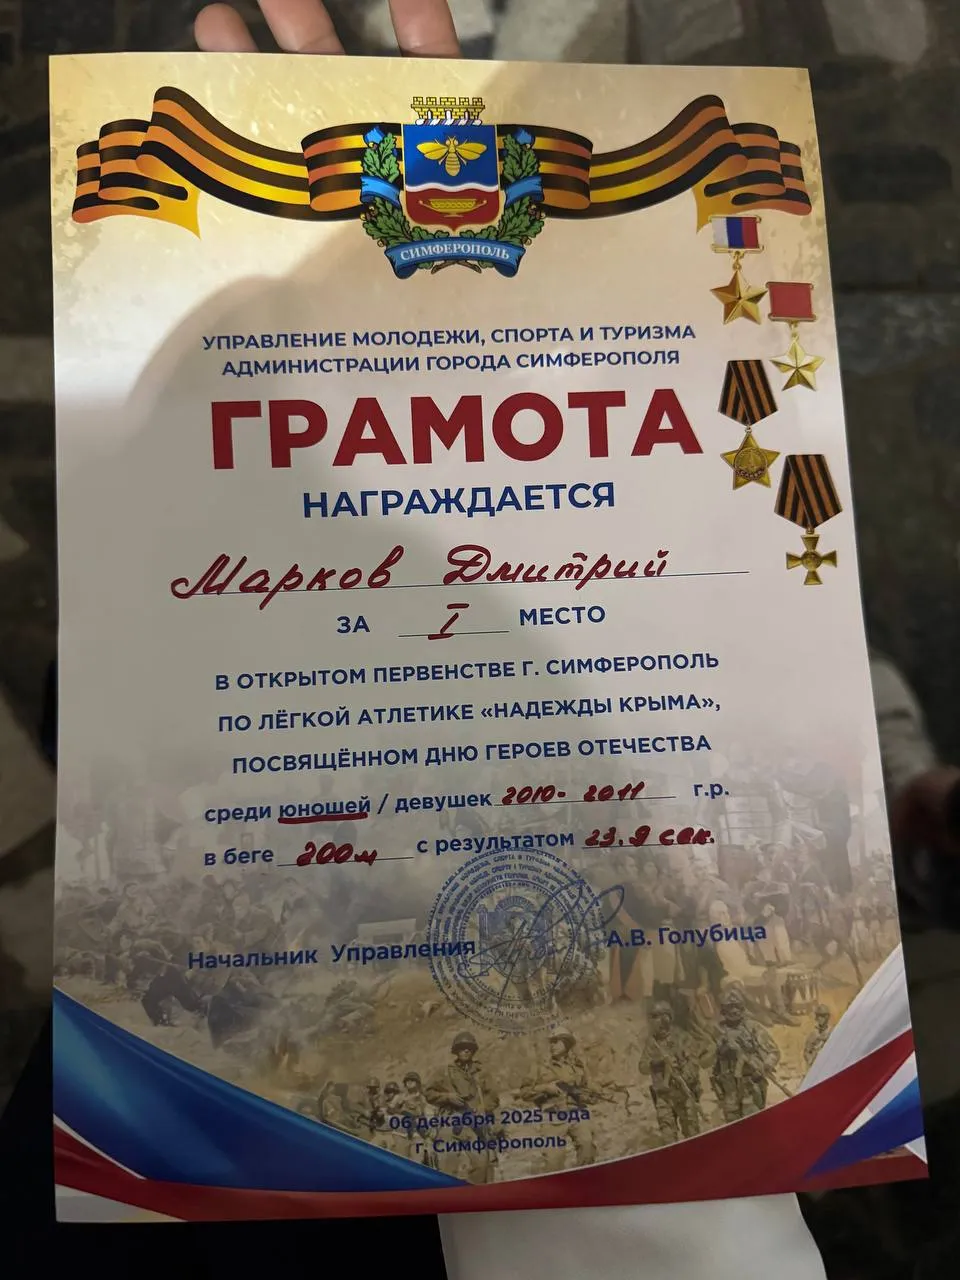 СИМФЕРОПОЛЬ
УПРАВЛЕНИЕ МОЛОДЕЖИ, СПОРТА И ТУРИЗМА
АДМИНИСТРАЦИИ ГОРОДА СИМФЕРОПОЛЯ
ГРАМОТА
НАГРАЖДАЕТСЯ
Марков Дмитрий
ЗА I МЕСТО
В ОТКРЫТОМ ПЕРВЕНСТВЕ Г. СИМФЕРОПОЛЬ
ПО ЛЁГКОЙ АТЛЕТИКЕ «НАДЕЖДЫ КРЫМА»,
ПОСВЯЩЁННОМ ДНЮ ГЕРОЕВ ОТЕЧЕСТВА
среди юношей / девушек 2010- 2011 г.р.
в беге 200м с результатом 23.9 сек.
Начальник Управления А.В. Голубица
06 декабря 2025 года
г. Симферополь